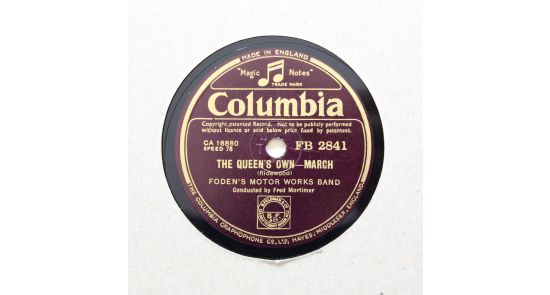 MADE IN ENGLAND
"Magic Notes"
TRADE MARK
Columbia
Copyright patented Record. Not to be publicly performed
without licence or sold below price fixed by patentees.
CA 18880
SPEED 78
FB 2841
THE QUEEN'S OWN—MARCH
(Ridewood)
FODEN'S MOTOR WORKS BAND
Conducted by Fred Mortimer
THE COLUMBIA GRAPHOPHONE CO, LTD, HAYES, MIDDLESEX, ENGLAND.